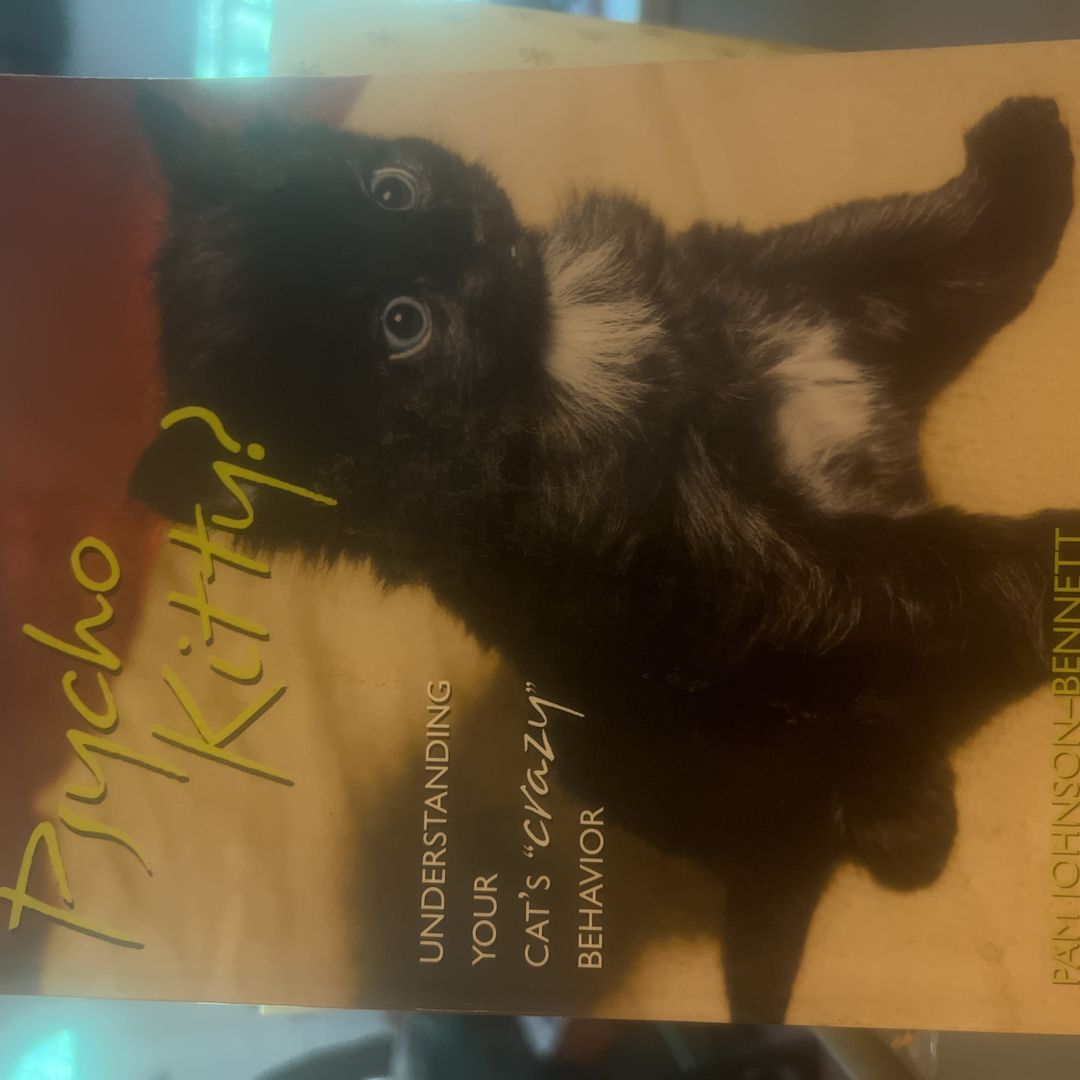 Psycho
Kitty?
UNDERSTANDING
YOUR
CAT'S "crazy"
BEHAVIOR
PAM JOHNSON-BENNETT